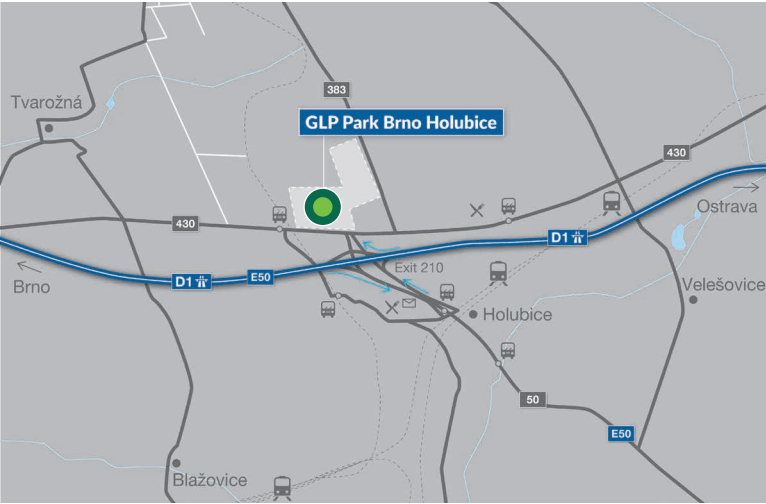 383
Tvarožná
GLP Park Brno Holubice
430
Ostrava
430
D1
Exit 210
Brno
D1
E50
Velešovice
Holubice
50
E50
Blažovice